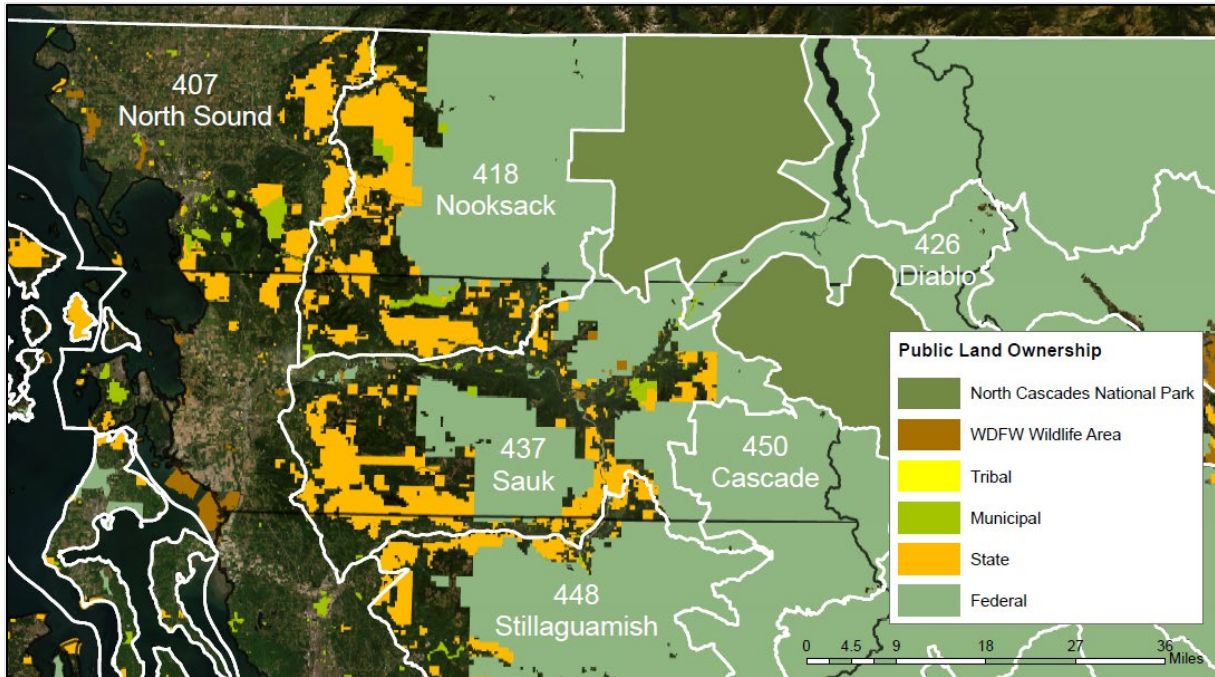 407
North Sound
418
Nooksack
426
Diablo
437
Sauk
450
Cascade
448
Stillaguamish
Public Land Ownership
North Cascades National Park
WDFW Wildlife Area
Tribal
Municipal
State
Federal
0 4.5 9 18 27 36
Miles